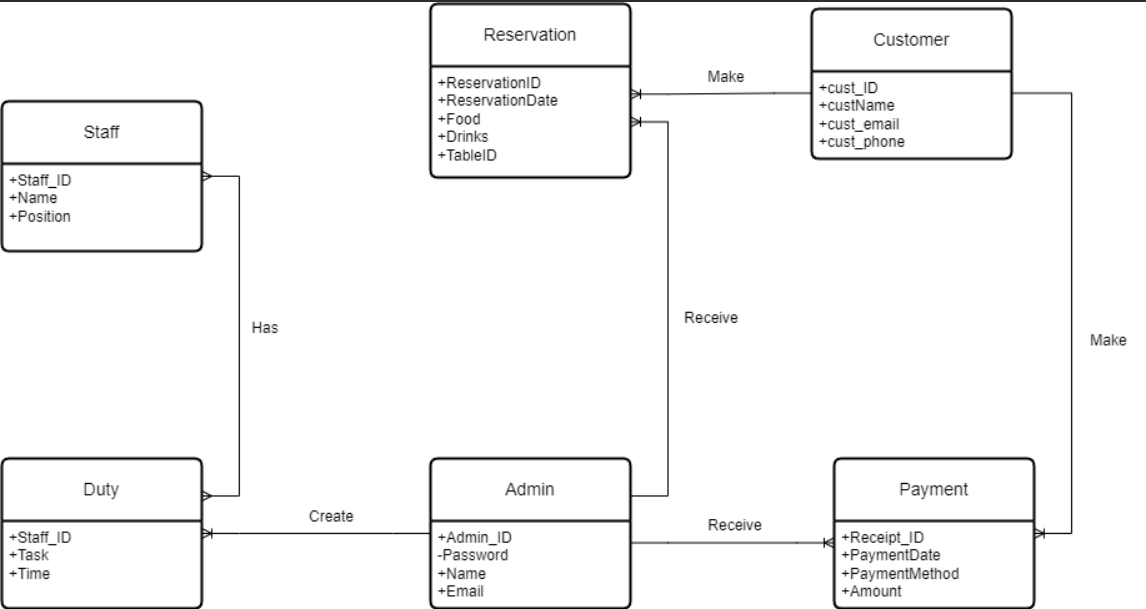 Reservation
+ReservationID
+ReservationDate
+Food
+Drinks
+TableID
Make
Customer
+cust_ID
+custName
+cust_email
+cust_phone
Staff
+Staff_ID
+Name
+Position
Has
Receive
Make
Duty
+Staff_ID
+Task
+Time
Create
Admin
+Admin_ID
-Password
+Name
+Email
Receive
Payment
+Receipt_ID
+PaymentDate
+PaymentMethod
+Amount